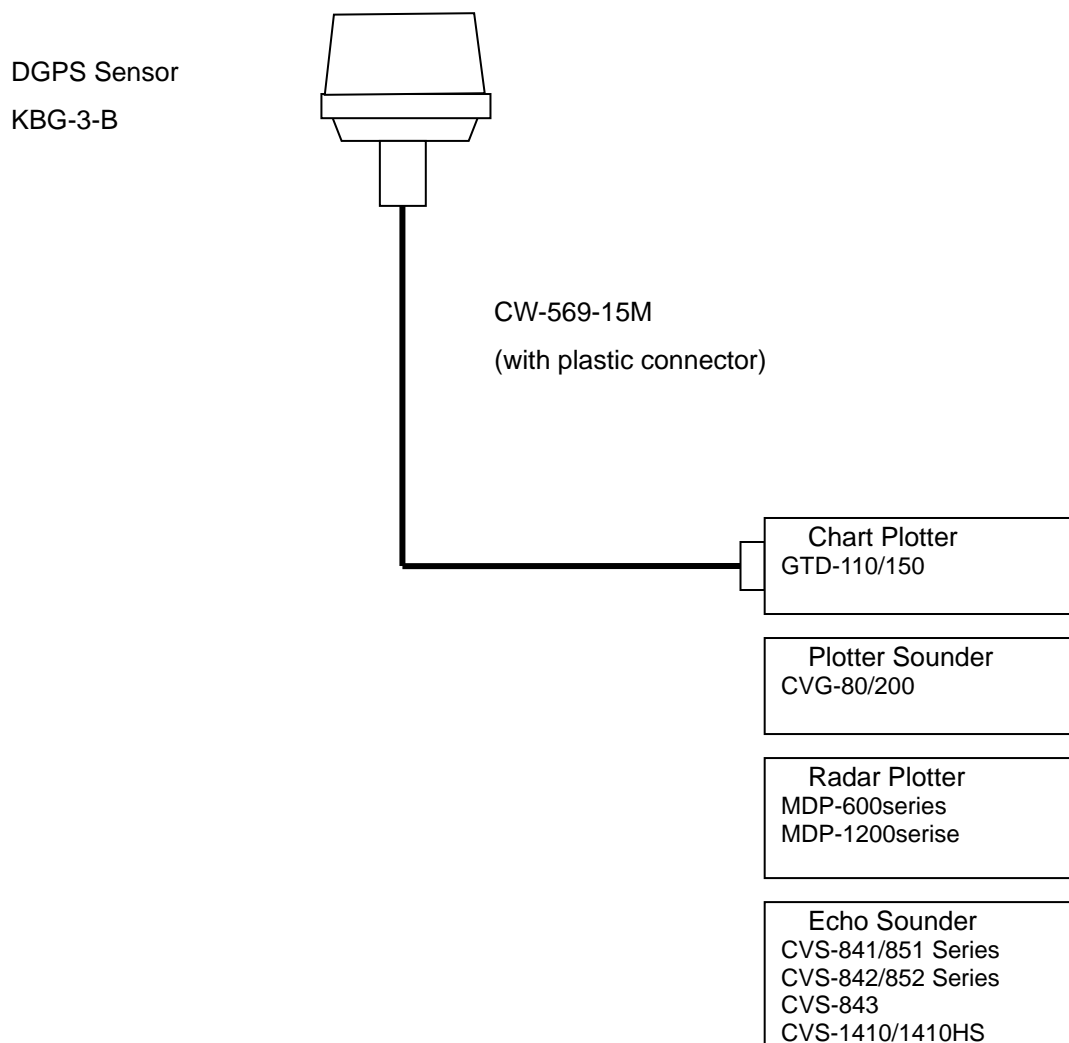 DGPS Sensor
KBG-3-B
CW-569-15M
(with plastic connector)
Chart Plotter
GTD-110/150
Plotter Sounder
CVG-80/200
Radar Plotter
MDP-600series
MDP-1200serise
Echo Sounder
CVS-841/851 Series
CVS-842/852 Series
CVS-843
CVS-1410/1410HS